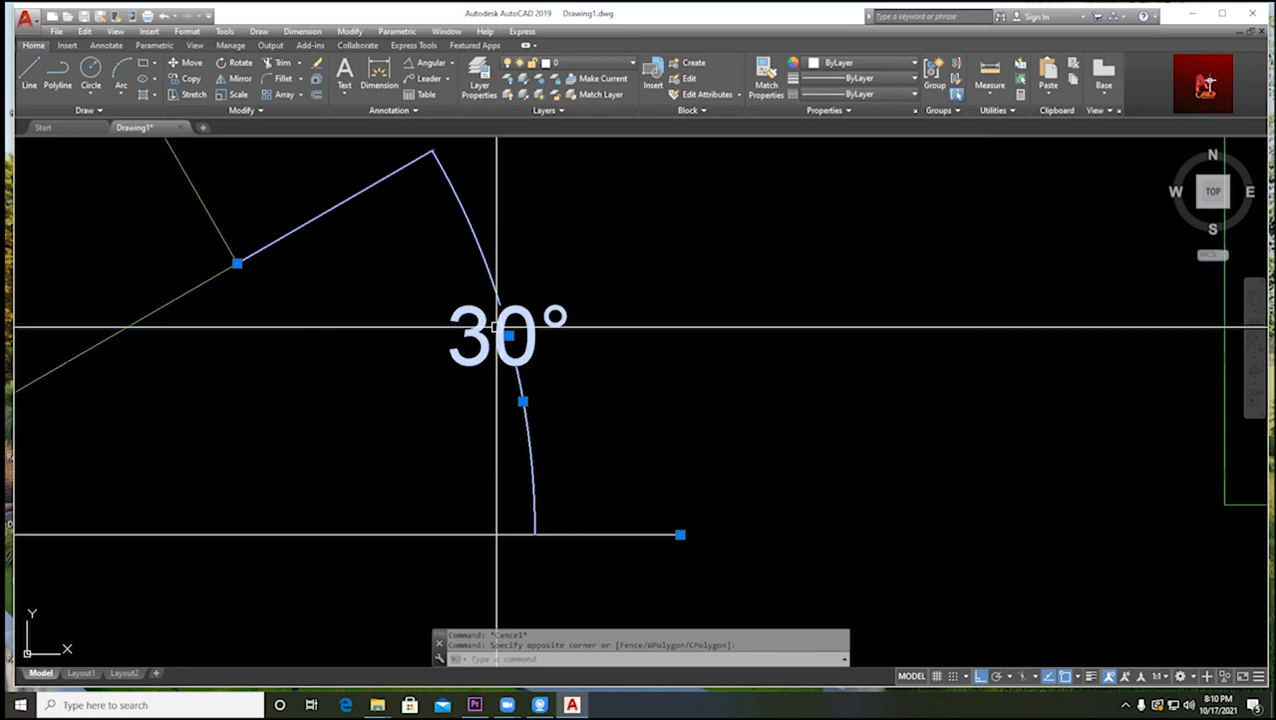 Autodesk AutoCAD 2019 Drawing1.dwg
Type a keyword or phrase
Sign In
File Edit View Insert Format Tools Draw Dimension Modify Parametric Window Help Express
Home Insert Annotate Parametric View Manage Output Add-ins Collaborate Express Tools Featured Apps
Line Polyline Circle Arc
Move Rotate Trim
Copy Mirror Fillet
Stretch Scale Array
Text Dimension
Angular
Leader
Table
Layer Properties
0
Make Current
Match Layer
Insert
Create
Edit
Edit Attributes
Match Properties
ByLayer
ByLayer
ByLayer
Group
Measure
Paste
Base
Draw Modify Annotation Layers Block Properties Groups Utilities Clipboard View
Start Drawing1*
N
W TOP E
S
WCS
30°
Y
X
Command: *Cancel*
Command: Specify opposite corner or [Fence/WPolygon/CPolygon]:
Type a command
Model Layout1 Layout2
MODEL
1:1
Type here to search
8:10 PM
10/17/2021